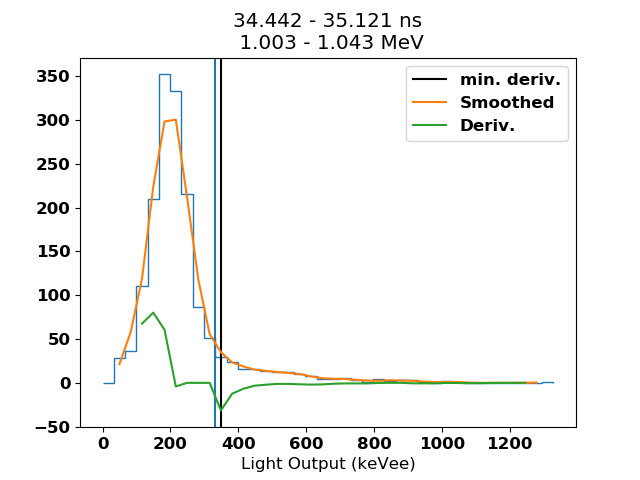 34.442 - 35.121 ns
1.003 - 1.043 MeV
min. deriv.
Smoothed
Deriv.
350
300
250
200
150
100
50
0
−50
0 200 400 600 800 1000 1200
Light Output (keVee)